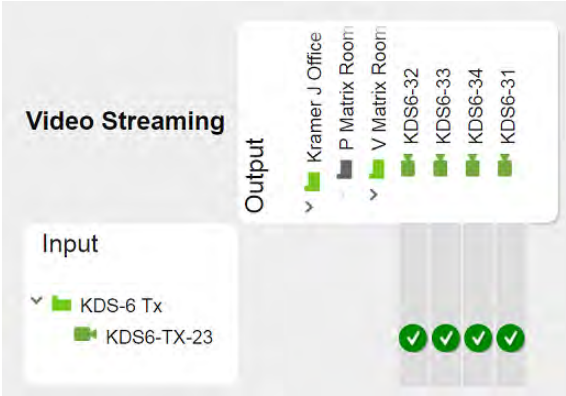 Video Streaming
Output
Kramer J Office
P Matrix Room
V Matrix Room
KDS6-32
KDS6-33
KDS6-34
KDS6-31
Input
KDS-6 Tx
KDS6-TX-23